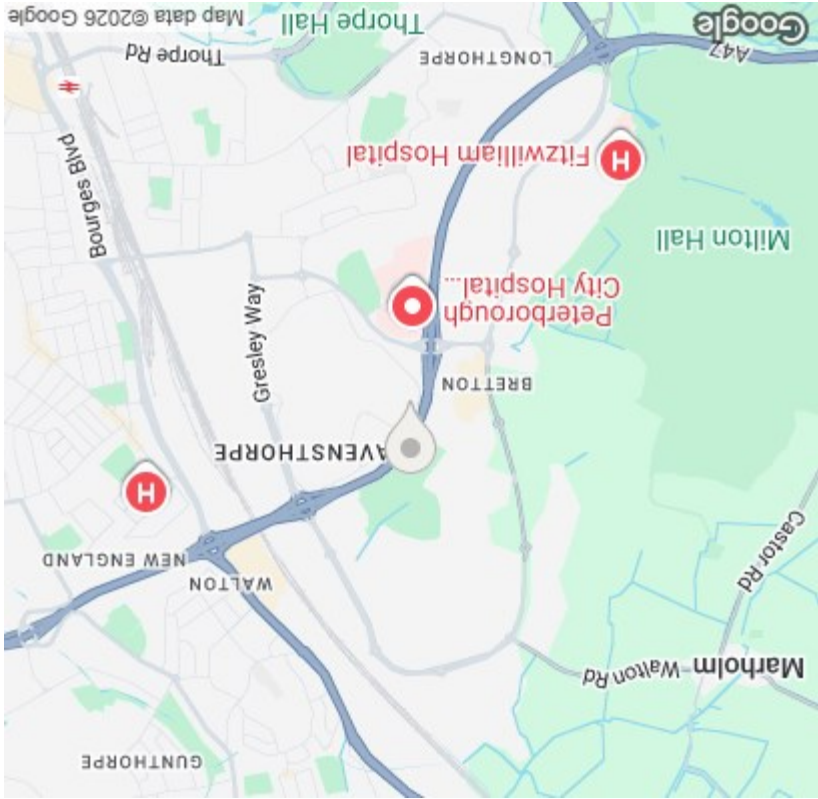 GUNTHORPE
Marholm
Walton Rd
WALTON
NEW ENGLAND
Castor Rd
H
AVENSTHORPE
BRETTON
Gresley Way
Peterborough
City Hospital...
Milton Hall
Bourges Blvd
H
Fitzwilliam Hospital
LONGTHORPE
Thorpe Rd
A47
Thorpe Hall
Google
Map data ©2026 Google